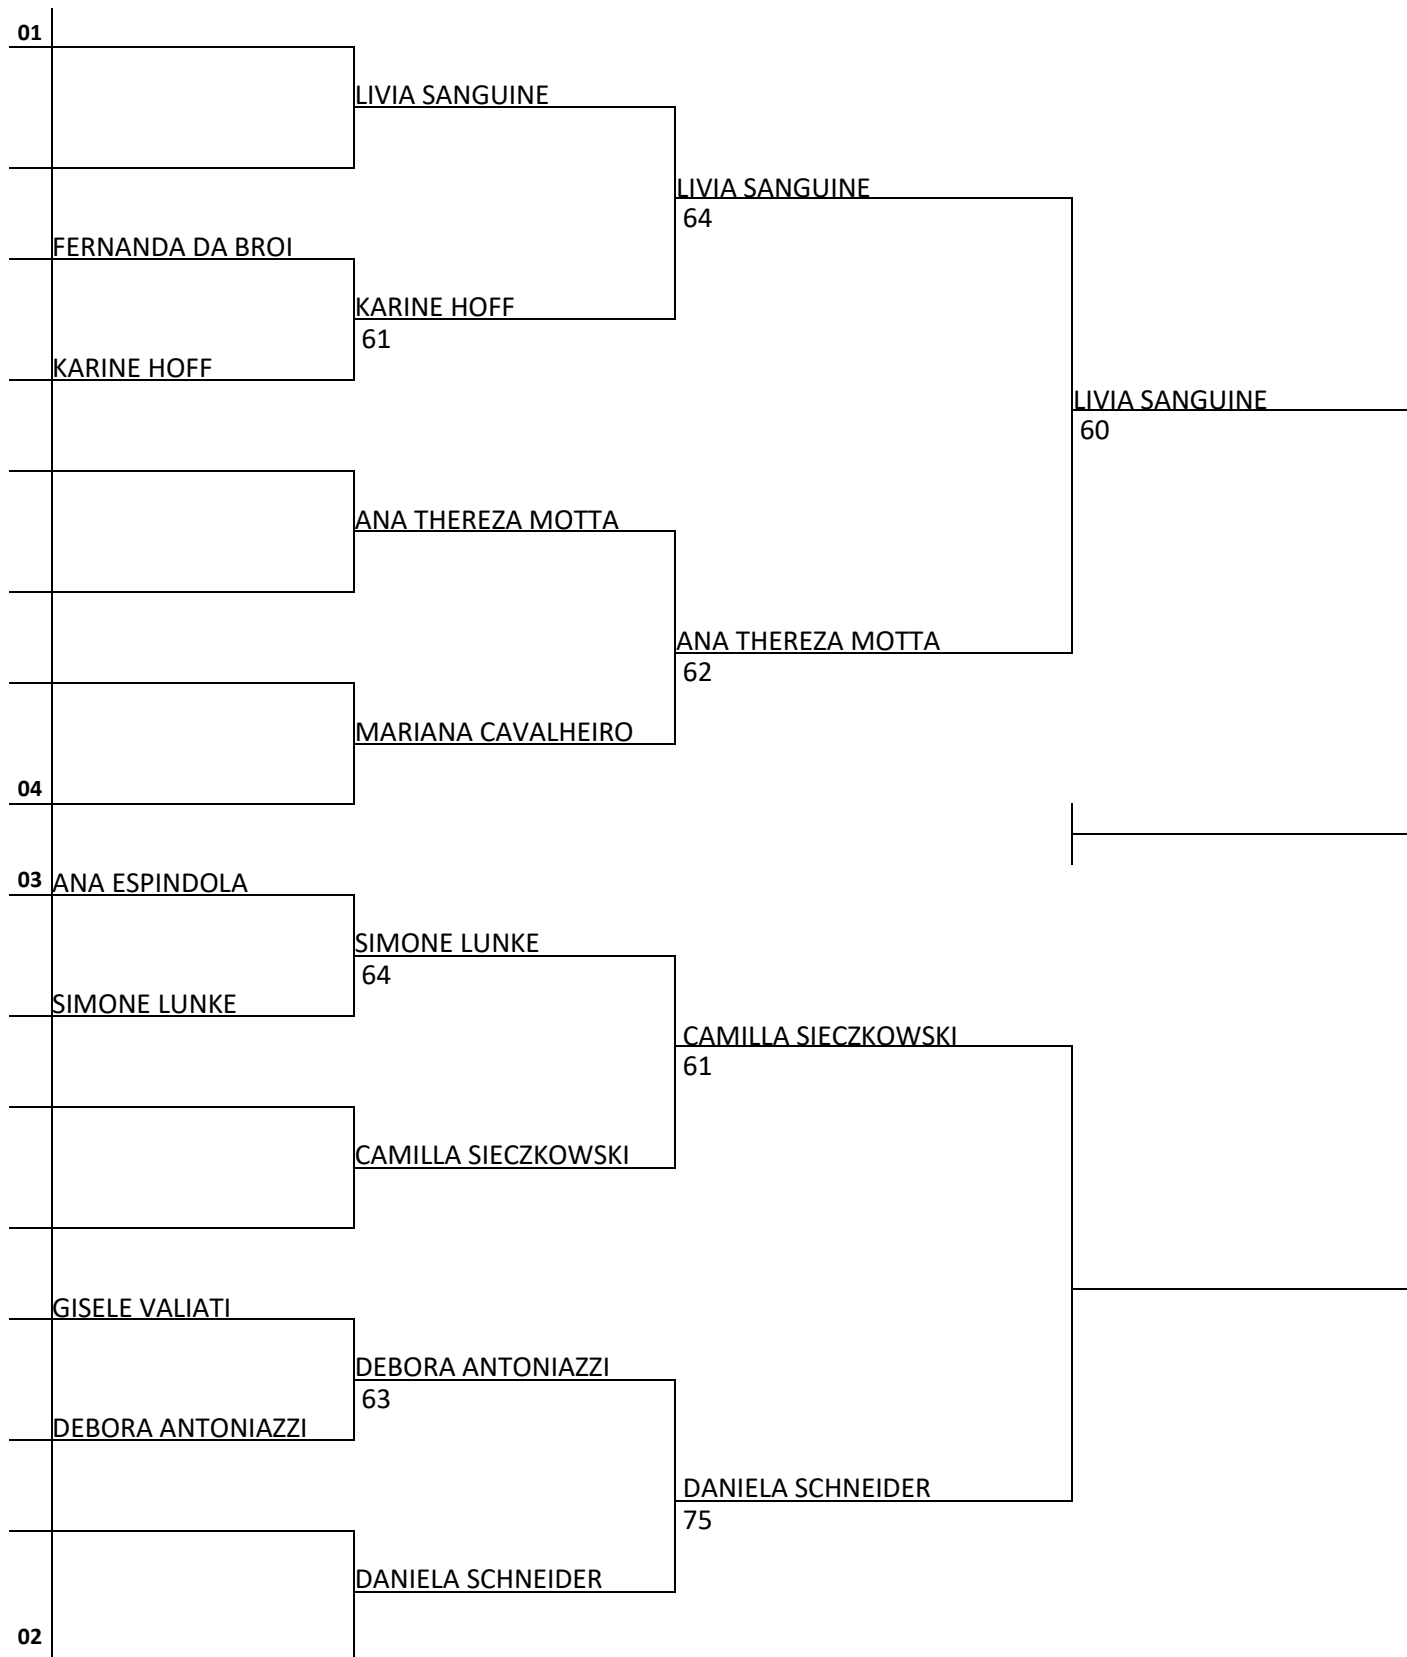 01
LIVIA SANGUINE
LIVIA SANGUINE
64
FERNANDA DA BROI
KARINE HOFF
61
KARINE HOFF
LIVIA SANGUINE
60
ANA THEREZA MOTTA
ANA THEREZA MOTTA
62
MARIANA CAVALHEIRO
04
03 ANA ESPINDOLA
SIMONE LUNKE
64
SIMONE LUNKE
CAMILLA SIECZKOWSKI
61
CAMILLA SIECZKOWSKI
GISELE VALIATI
DEBORA ANTONIAZZI
63
DEBORA ANTONIAZZI
DANIELA SCHNEIDER
75
DANIELA SCHNEIDER
02